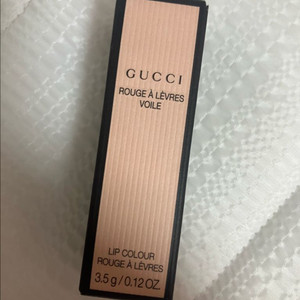 GUCCI
ROUGE À LÈVRES
VOILE
LIP COLOUR
ROUGE À LÈVRES
3.5 g / 0.12 OZ.